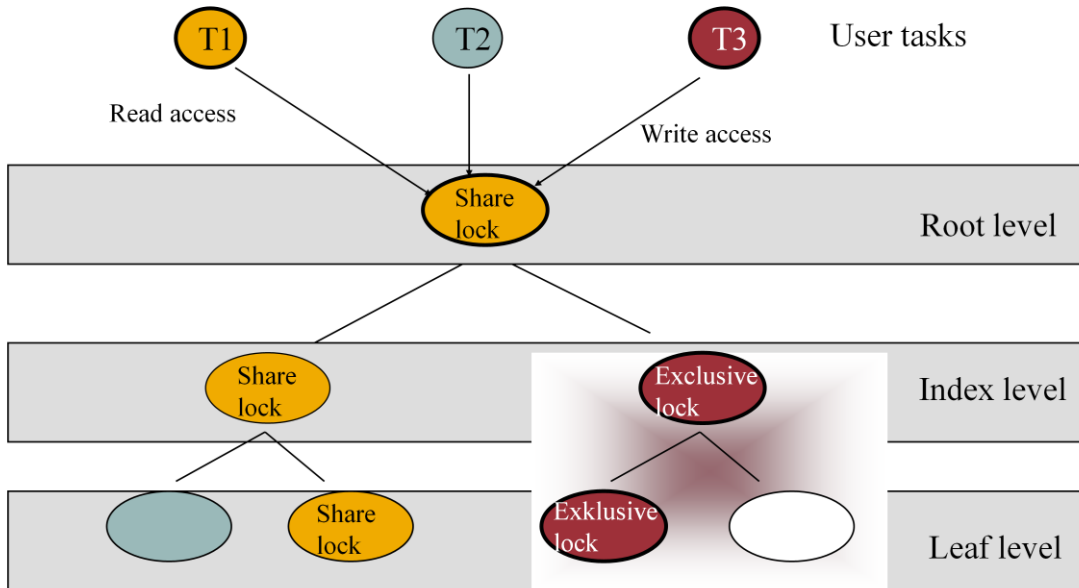 T1
T2
T3
User tasks
Read access
Write access
Share
lock
Root level
Share
lock
Exclusive
lock
Index level
Share
lock
Exklusive
lock
Leaf level